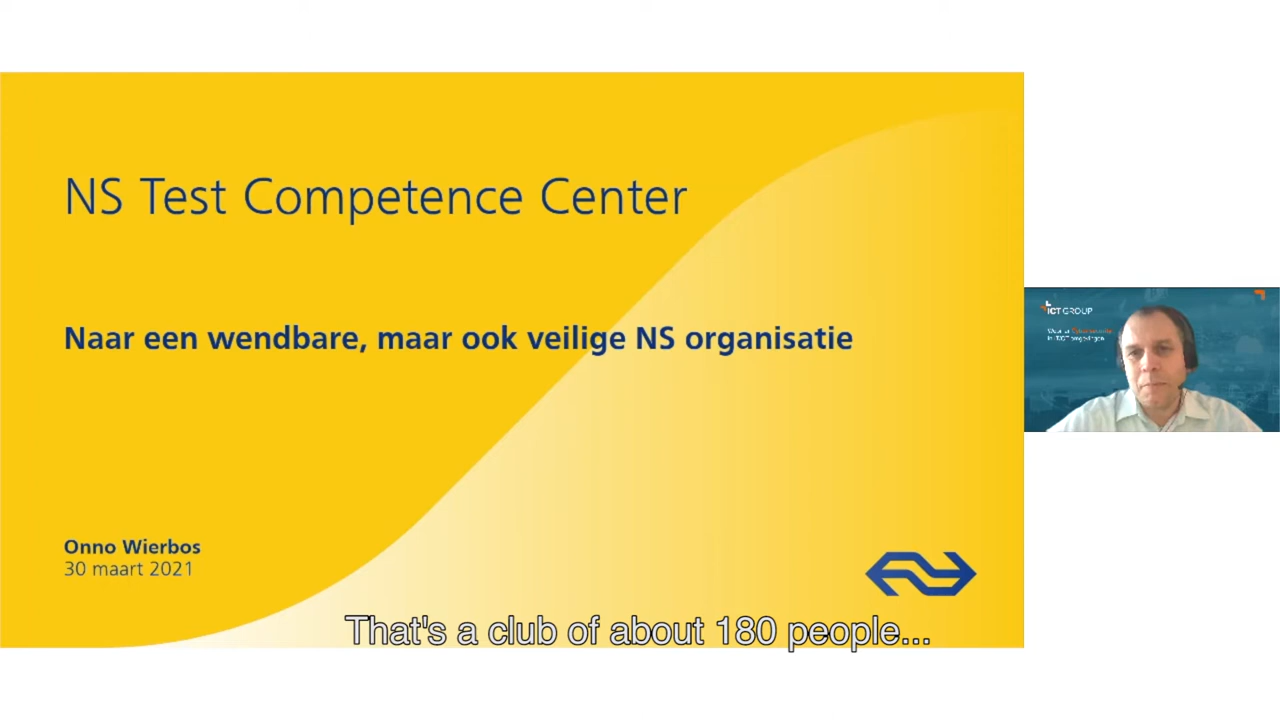 NS Test Competence Center
Naar een wendbare, maar ook veilige NS organisatie
Onno Wierbos
30 maart 2021
That's a club of about 180 people...
ICT GROUP